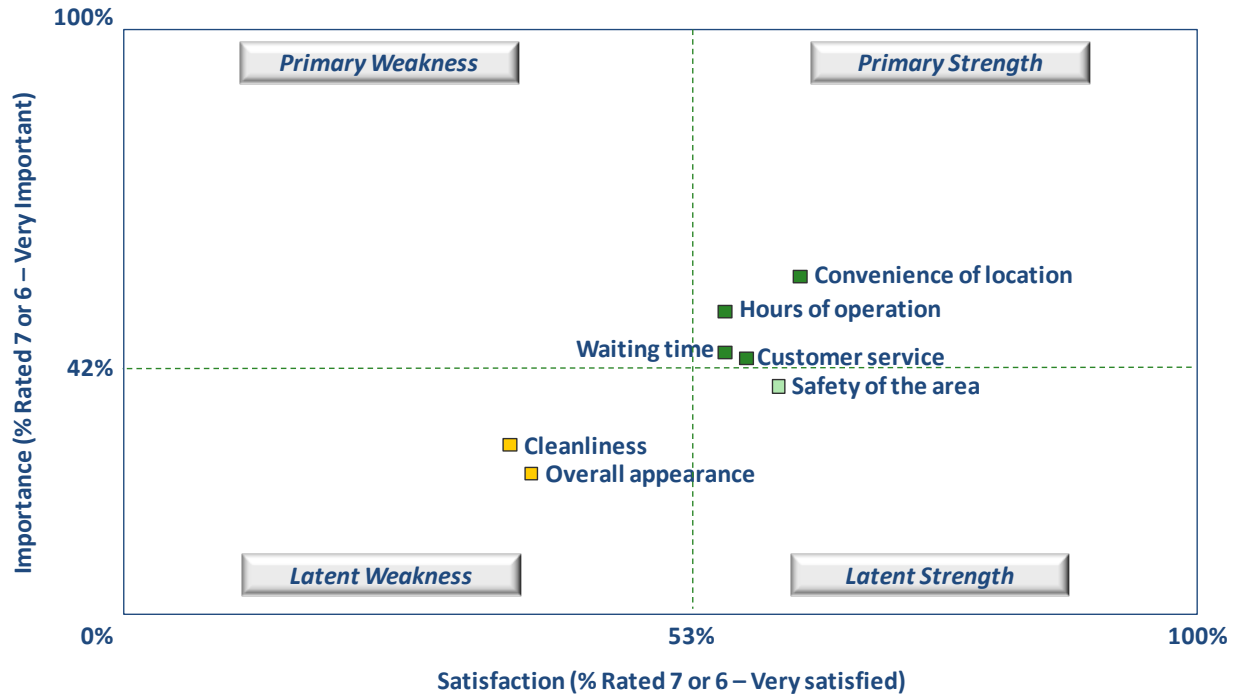 100%
Primary Weakness
Primary Strength
Importance (% Rated 7 or 6 – Very Important)
Convenience of location
Hours of operation
Waiting time
Customer service
42%
Safety of the area
Cleanliness
Overall appearance
Latent Weakness
Latent Strength
0%
53%
100%
Satisfaction (% Rated 7 or 6 – Very satisfied)